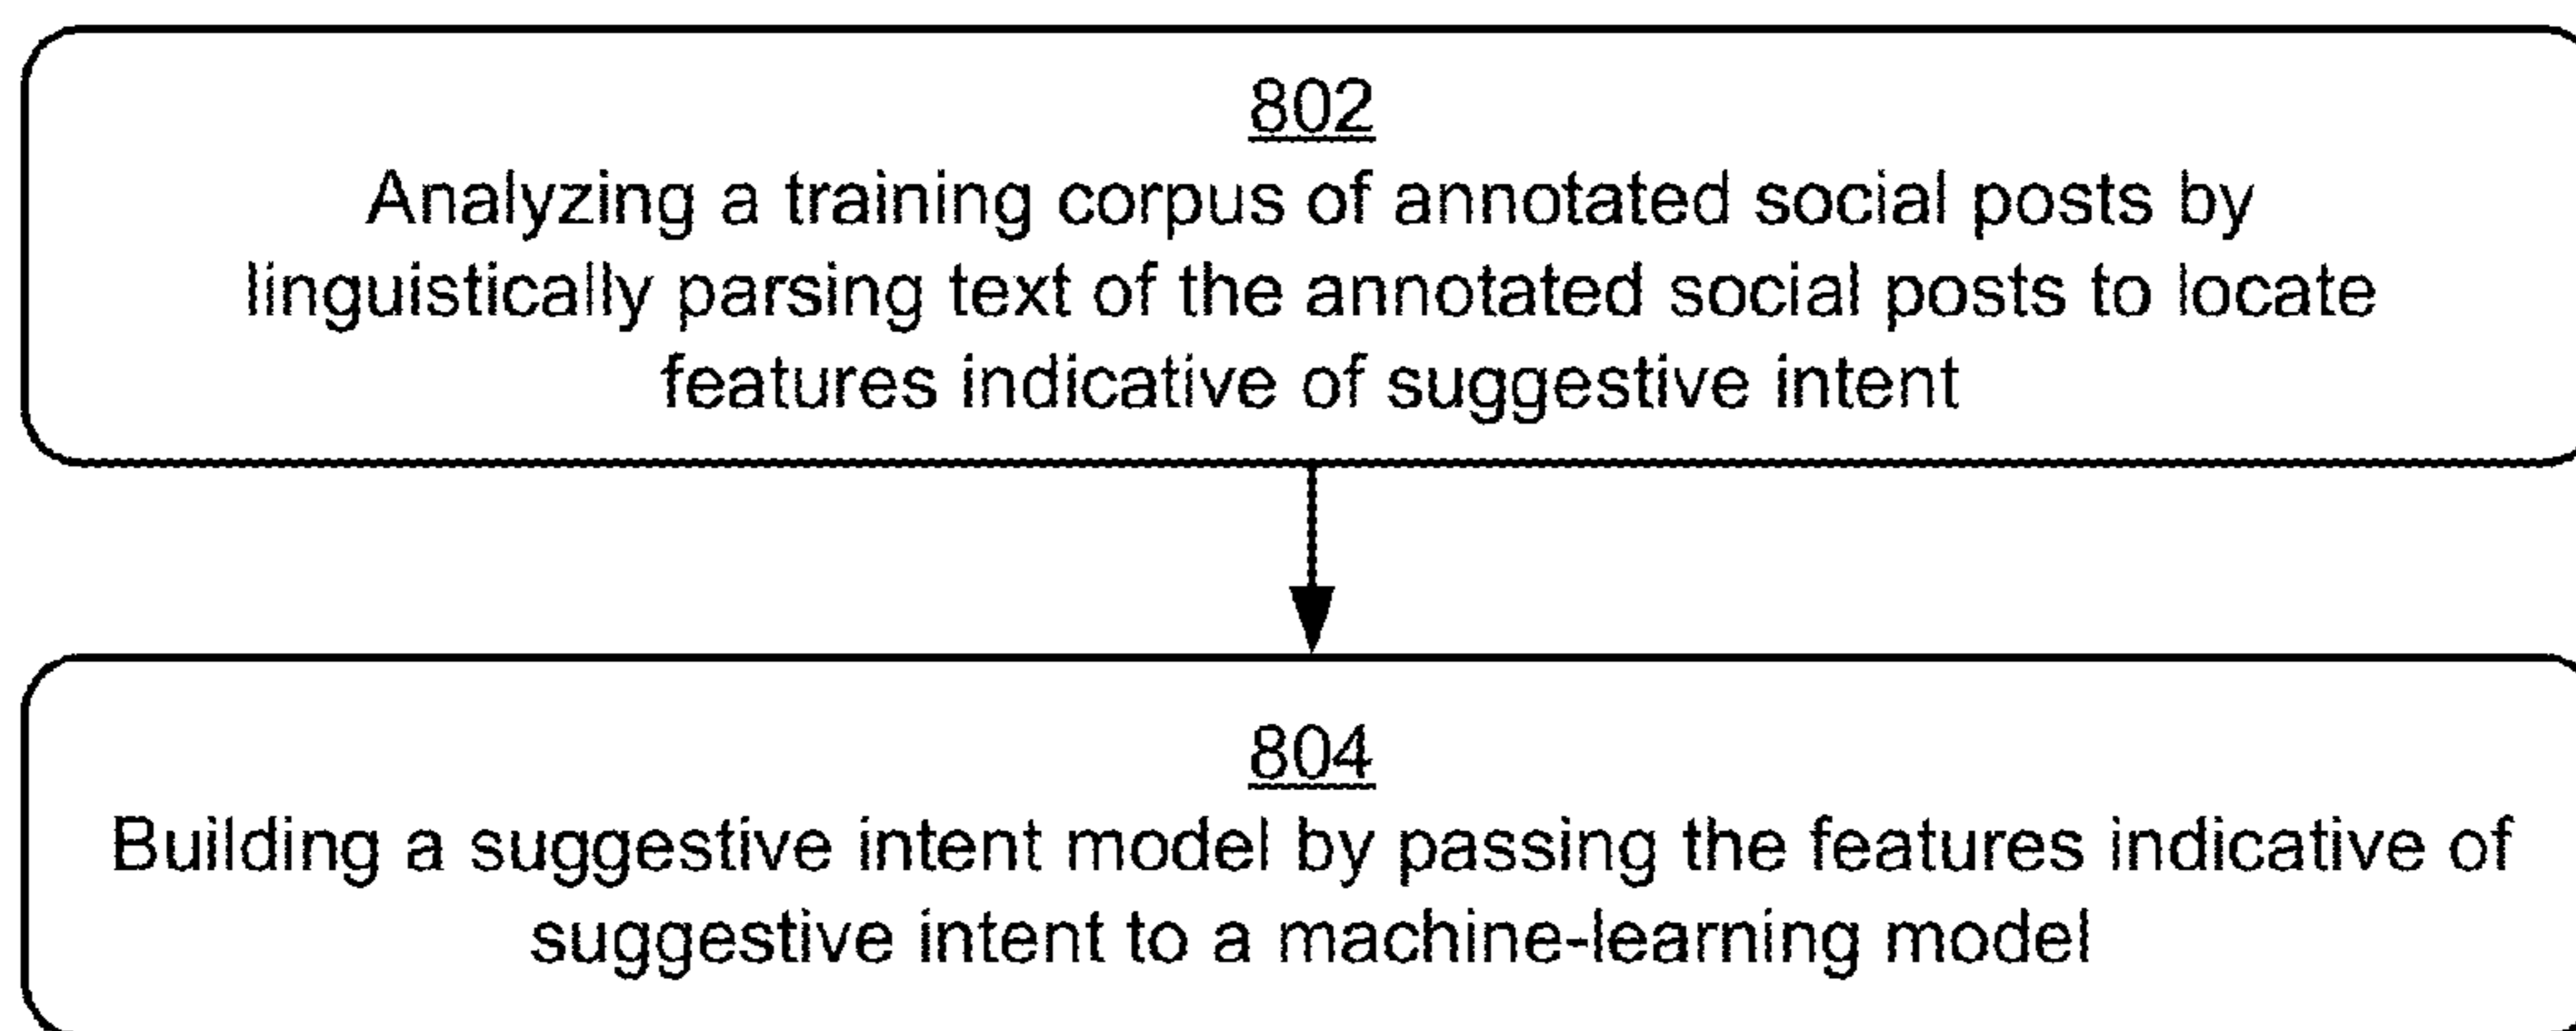 802
Analyzing a training corpus of annotated social posts by
linguistically parsing text of the annotated social posts to locate
features indicative of suggestive intent
804
Building a suggestive intent model by passing the features indicative of
suggestive intent to a machine-learning model